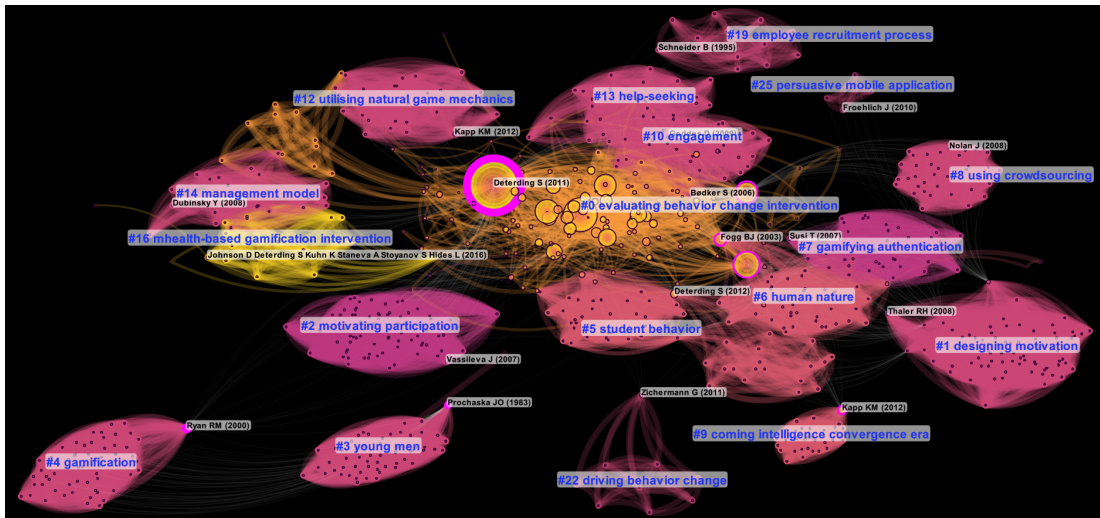 #19 employee recruitment process
Schneider B (1995)
#25 persuasive mobile application
#12 utilising natural game mechanics
#13 help-seeking
Froehlich J (2010)
Kapp KM (2012)
#10 engagement
Nolan J (2008)
#8 using crowdsourcing
Deterding S (2011)
#14 management model
Bødker S (2006)
Dubinsky Y (2008)
#0 evaluating behavior change intervention
#16 mhealth-based gamification intervention
Fogg BJ (2003)
Susi T (2007)
#7 gamifying authentication
Johnson D Deterding S Kuhn K Staneva A Stoyanov S Hides L (2016)
Deterding S (2012)
#6 human nature
Thaler RH (2008)
#2 motivating participation
#5 student behavior
#1 designing motivation
Vassileva J (2007)
Zichermann G (2011)
Prochaska JO (1983)
Kapp KM (2012)
Ryan RM (2000)
#9 coming intelligence convergence era
#3 young men
#4 gamification
#22 driving behavior change